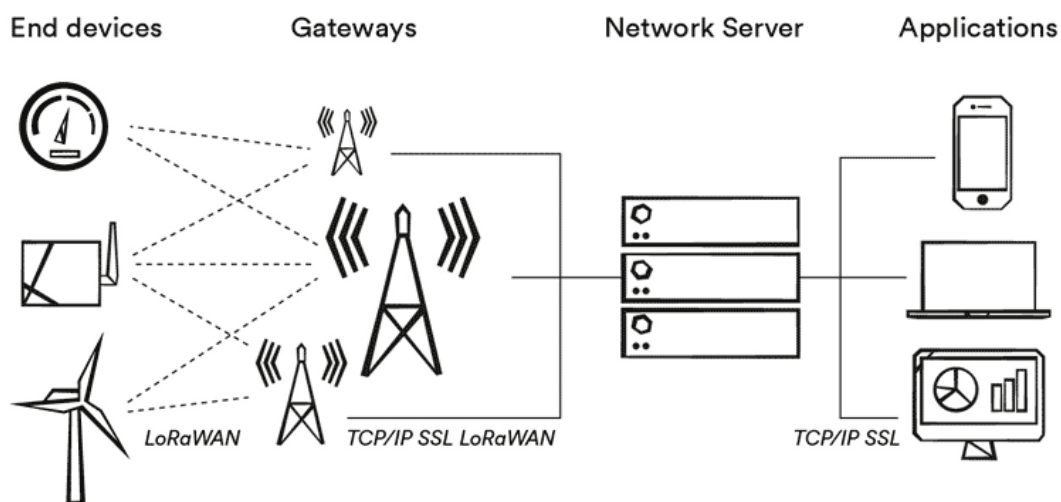 End devices
Gateways
Network Server
Applications
LoRaWAN
TCP/IP SSL LoRaWAN
TCP/IP SSL